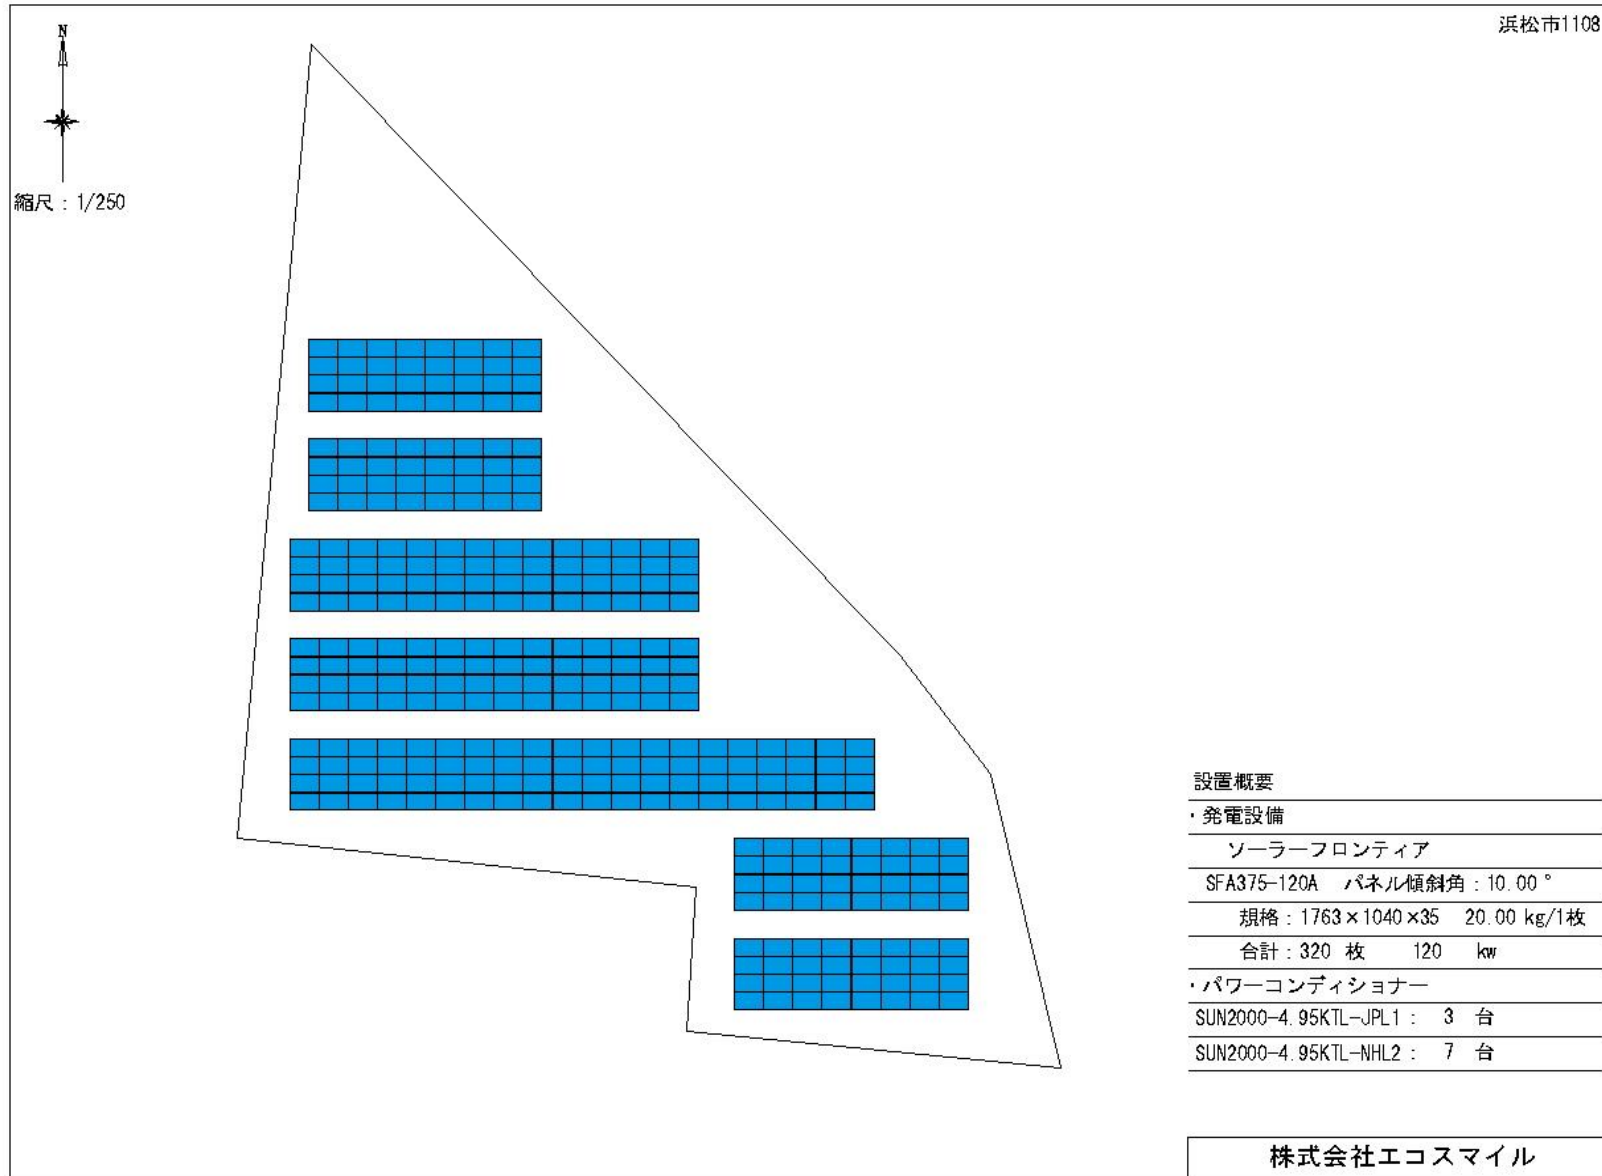 浜松市1108
N
縮尺：1/250
設置概要
・発電設備
ソーラーフロンティア
SFA375-120A パネル傾斜角：10.00°
規格：1763×1040×35 20.00 kg/1枚
合計：320 枚 120 kw
・パワーコンディショナー
SUN2000-4.95KTL-JPL1： 3 台
SUN2000-4.95KTL-NHL2： 7 台
株式会社エコスマイル